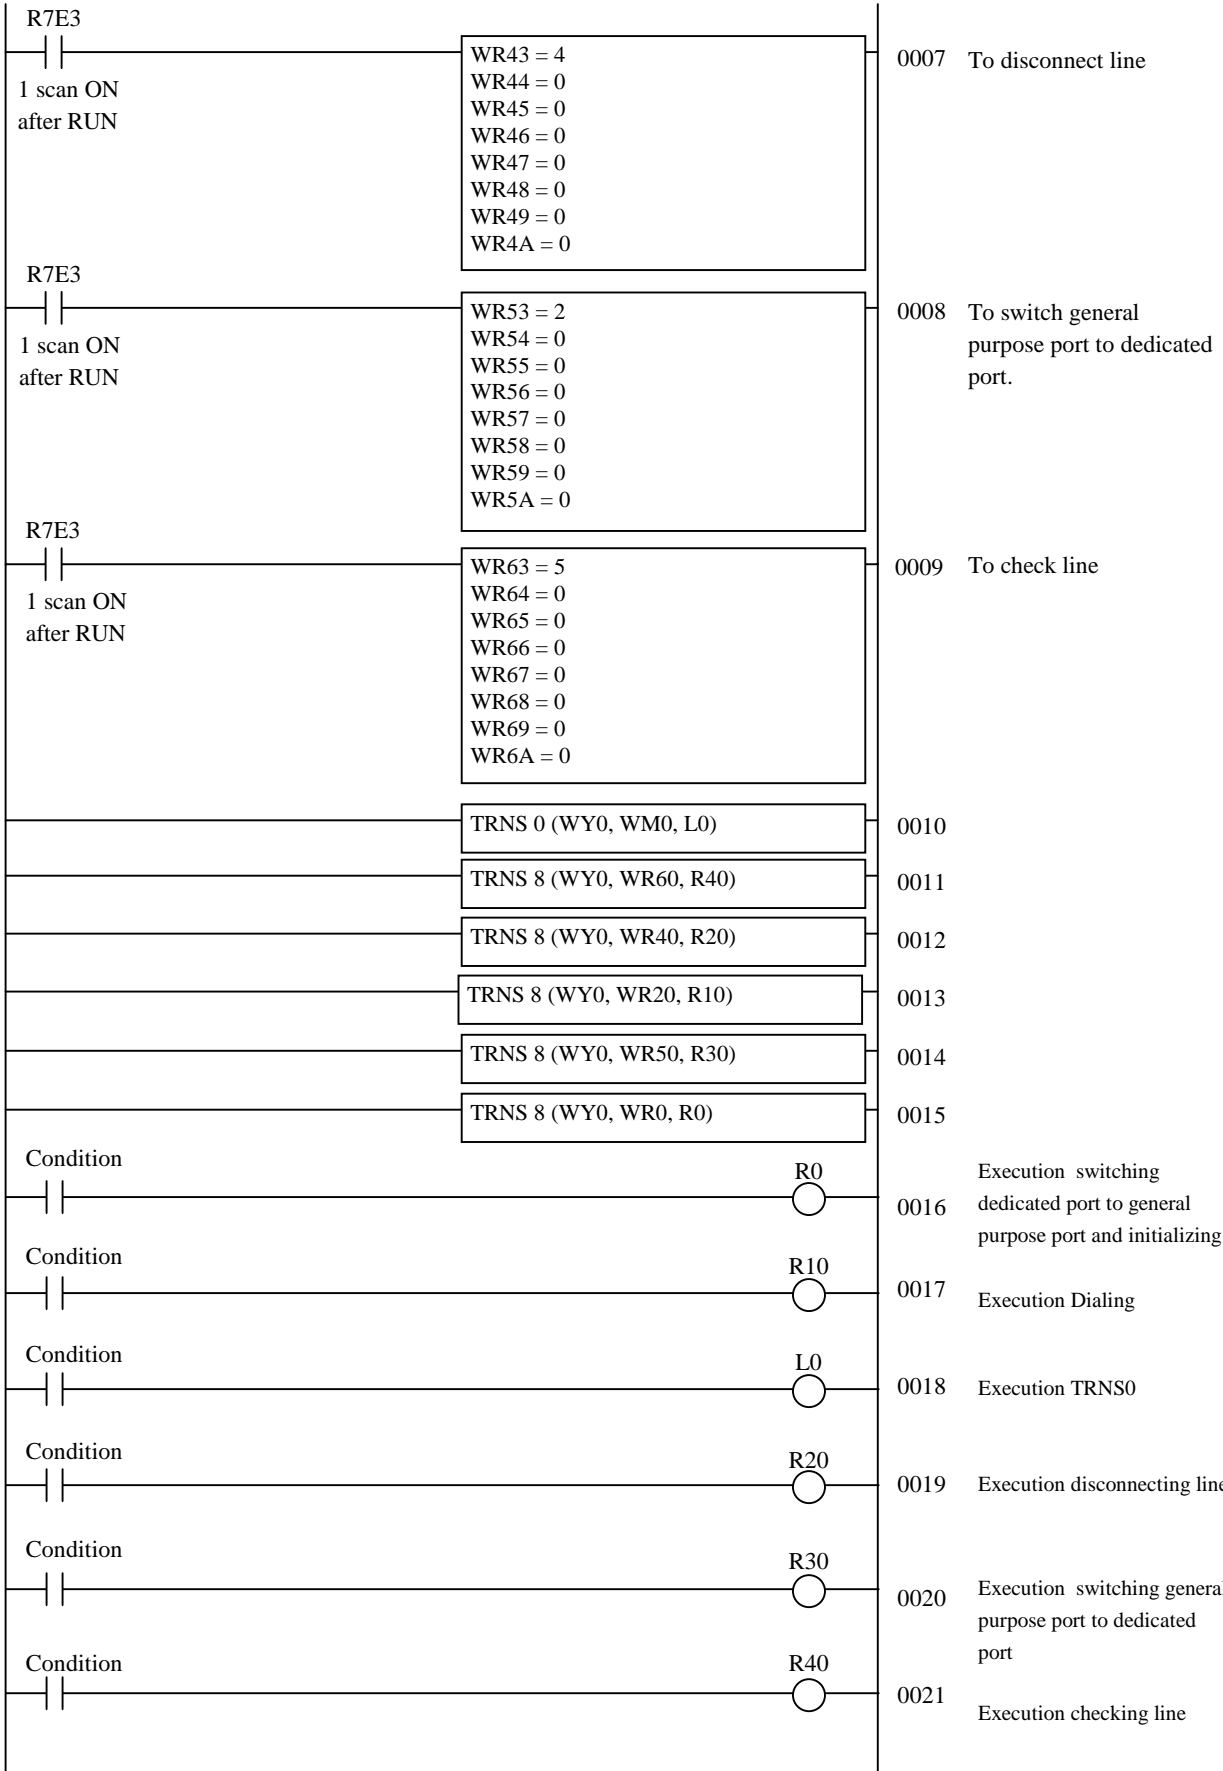 R7E3
1 scan ON
after RUN
WR43 = 4
WR44 = 0
WR45 = 0
WR46 = 0
WR47 = 0
WR48 = 0
WR49 = 0
WR4A = 0
0007
To disconnect line
R7E3
1 scan ON
after RUN
WR53 = 2
WR54 = 0
WR55 = 0
WR56 = 0
WR57 = 0
WR58 = 0
WR59 = 0
WR5A = 0
0008
To switch general
purpose port to dedicated
port.
R7E3
1 scan ON
after RUN
WR63 = 5
WR64 = 0
WR65 = 0
WR66 = 0
WR67 = 0
WR68 = 0
WR69 = 0
WR6A = 0
0009
To check line
TRNS 0 (WY0, WM0, L0)
0010
TRNS 8 (WY0, WR60, R40)
0011
TRNS 8 (WY0, WR40, R20)
0012
TRNS 8 (WY0, WR20, R10)
0013
TRNS 8 (WY0, WR50, R30)
0014
TRNS 8 (WY0, WR0, R0)
0015
Condition
R0
0016
Execution switching
dedicated port to general
purpose port and initializing
Condition
R10
0017
Execution Dialing
Condition
L0
0018
Execution TRNS0
Condition
R20
0019
Execution disconnecting line
Condition
R30
0020
Execution switching general
purpose port to dedicated
port
Condition
R40
0021
Execution checking line